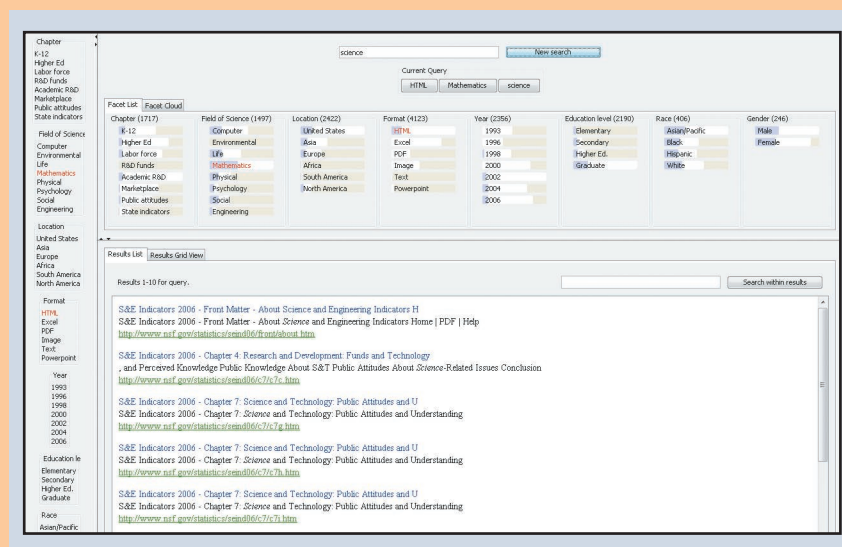 Chapter
K-12
Higher Ed
Labor force
R&D funds
Academic R&D
Marketplace
Public attitudes
State indicators
Field of Science
Computer
Environmental
Life
Mathematics
Physical
Psychology
Social
Engineering
Location
United States
Asia
Europe
Africa
South America
North America
Format
HTML
Excel
PDF
Image
Text
Powerpoint
Year
1993
1996
1998
2000
2002
2004
2006
Education le
Elementary
Secondary
Higher Ed.
Graduate
Race
Asian/Pacific
science New search
Current Query
HTML Mathematics science
Facet List Facet Cloud
Chapter (1717) Field of Science (1497) Location (2422) Format (4123) Year (2356) Education level (2190) Race (406) Gender (246)
K-12 Computer United States HTML 1993 Elementary Asian/Pacific Male
Higher Ed Environmental Asia Excel 1996 Secondary Black Female
Labor force Life Europe PDF 1998 Higher Ed. Hispanic
R&D funds Mathematics Africa Image 2000 Graduate White
Academic R&D Physical South America Text 2002
Marketplace Psychology North America Powerpoint 2004
Public attitudes Social 2006
State indicators Engineering
Results List Results Grid View
Results 1-10 for query. Search within results
S&E Indicators 2006 - Front Matter - About Science and Engineering Indicators H
S&E Indicators 2006 - Front Matter - About Science and Engineering Indicators Home | PDF | Help
http://www.nsf.gov/statistics/seind06/front/about.htm
S&E Indicators 2006 - Chapter 4: Research and Development: Funds and Technology
, and Perceived Knowledge Public Knowledge About S&T Public Attitudes About Science-Related Issues Conclusion
http://www.nsf.gov/statistics/seind06/c7/c7c.htm
S&E Indicators 2006 - Chapter 7: Science and Technology: Public Attitudes and U
S&E Indicators 2006 - Chapter 7: Science and Technology: Public Attitudes and Understanding
http://www.nsf.gov/statistics/seind06/c7/c7g.htm
S&E Indicators 2006 - Chapter 7: Science and Technology: Public Attitudes and U
S&E Indicators 2006 - Chapter 7: Science and Technology: Public Attitudes and Understanding
http://www.nsf.gov/statistics/seind06/c7/c7h.htm
S&E Indicators 2006 - Chapter 7: Science and Technology: Public Attitudes and U
S&E Indicators 2006 - Chapter 7: Science and Technology: Public Attitudes and Understanding
http://www.nsf.gov/statistics/seind06/c7/c7i.htm